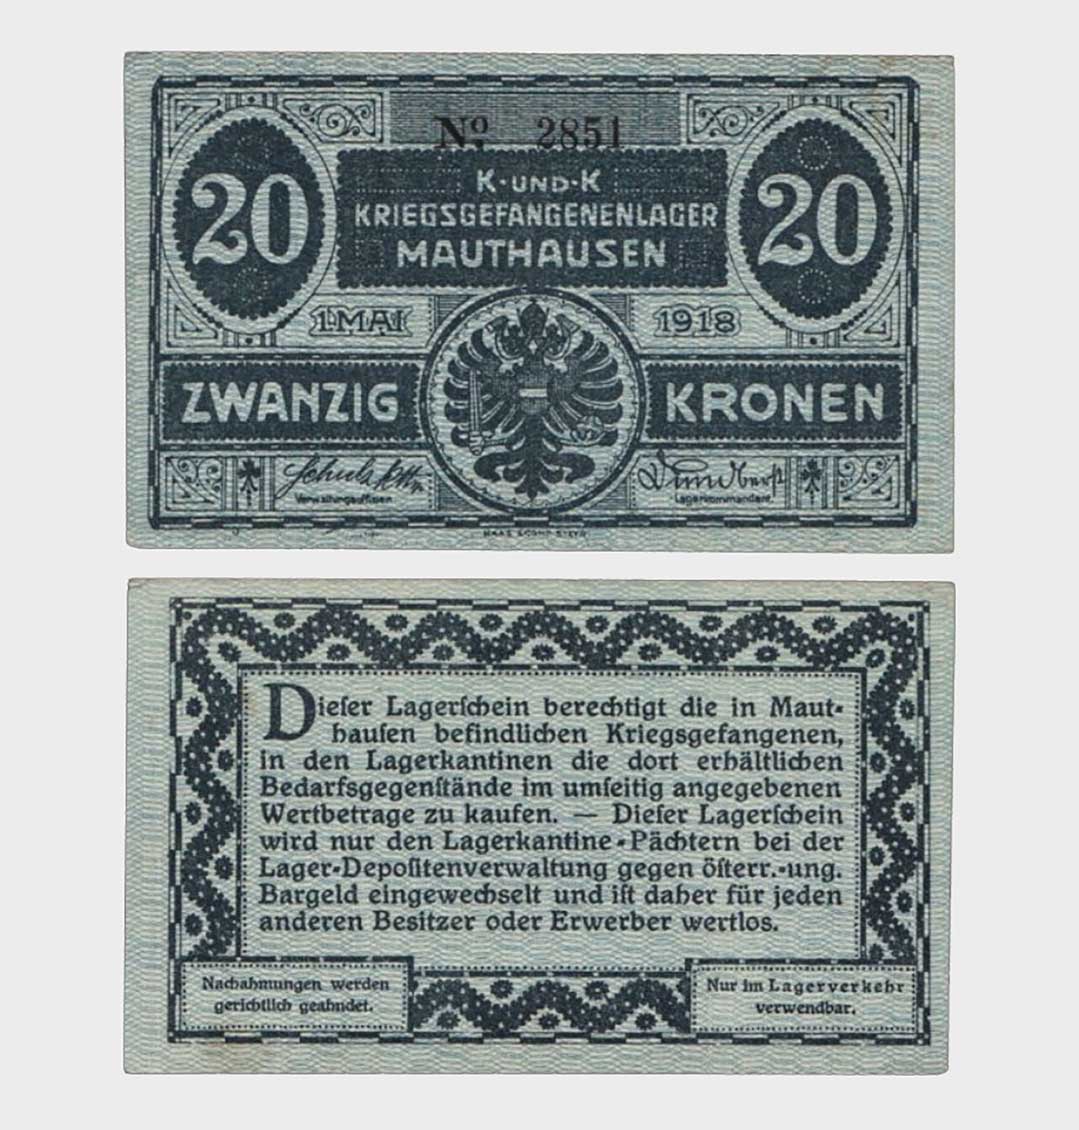 Nº 2851
20
K·UND·K
20
KRIEGSGEFANGENENLAGER
MAUTHAUSEN
1·MAI
1918
ZWANZIG
KRONEN
Verwaltungsoffizier
Lagerkommandant.
HAAS
Dieſer Lagerſchein berechtigt die in Maut-
hauſen befindlichen Kriegsgefangenen,
in den Lagerkantinen die dort erhältlichen
Bedarfsgegenſtände im umſeitig angegebenen
Wertbetrage zu kaufen. — Dieſer Lagerſchein
wird nur den Lagerkantine-Pächtern bei der
Lager-Depoſitenverwaltung gegen öſterr.-ung.
Bargeld eingewechselt und iſt daher für jeden
anderen Besitzer oder Erwerber wertlos.
Nachahmungen werden
gerichtlich geahndet.
Nur im Lagerverkehr
verwendbar.